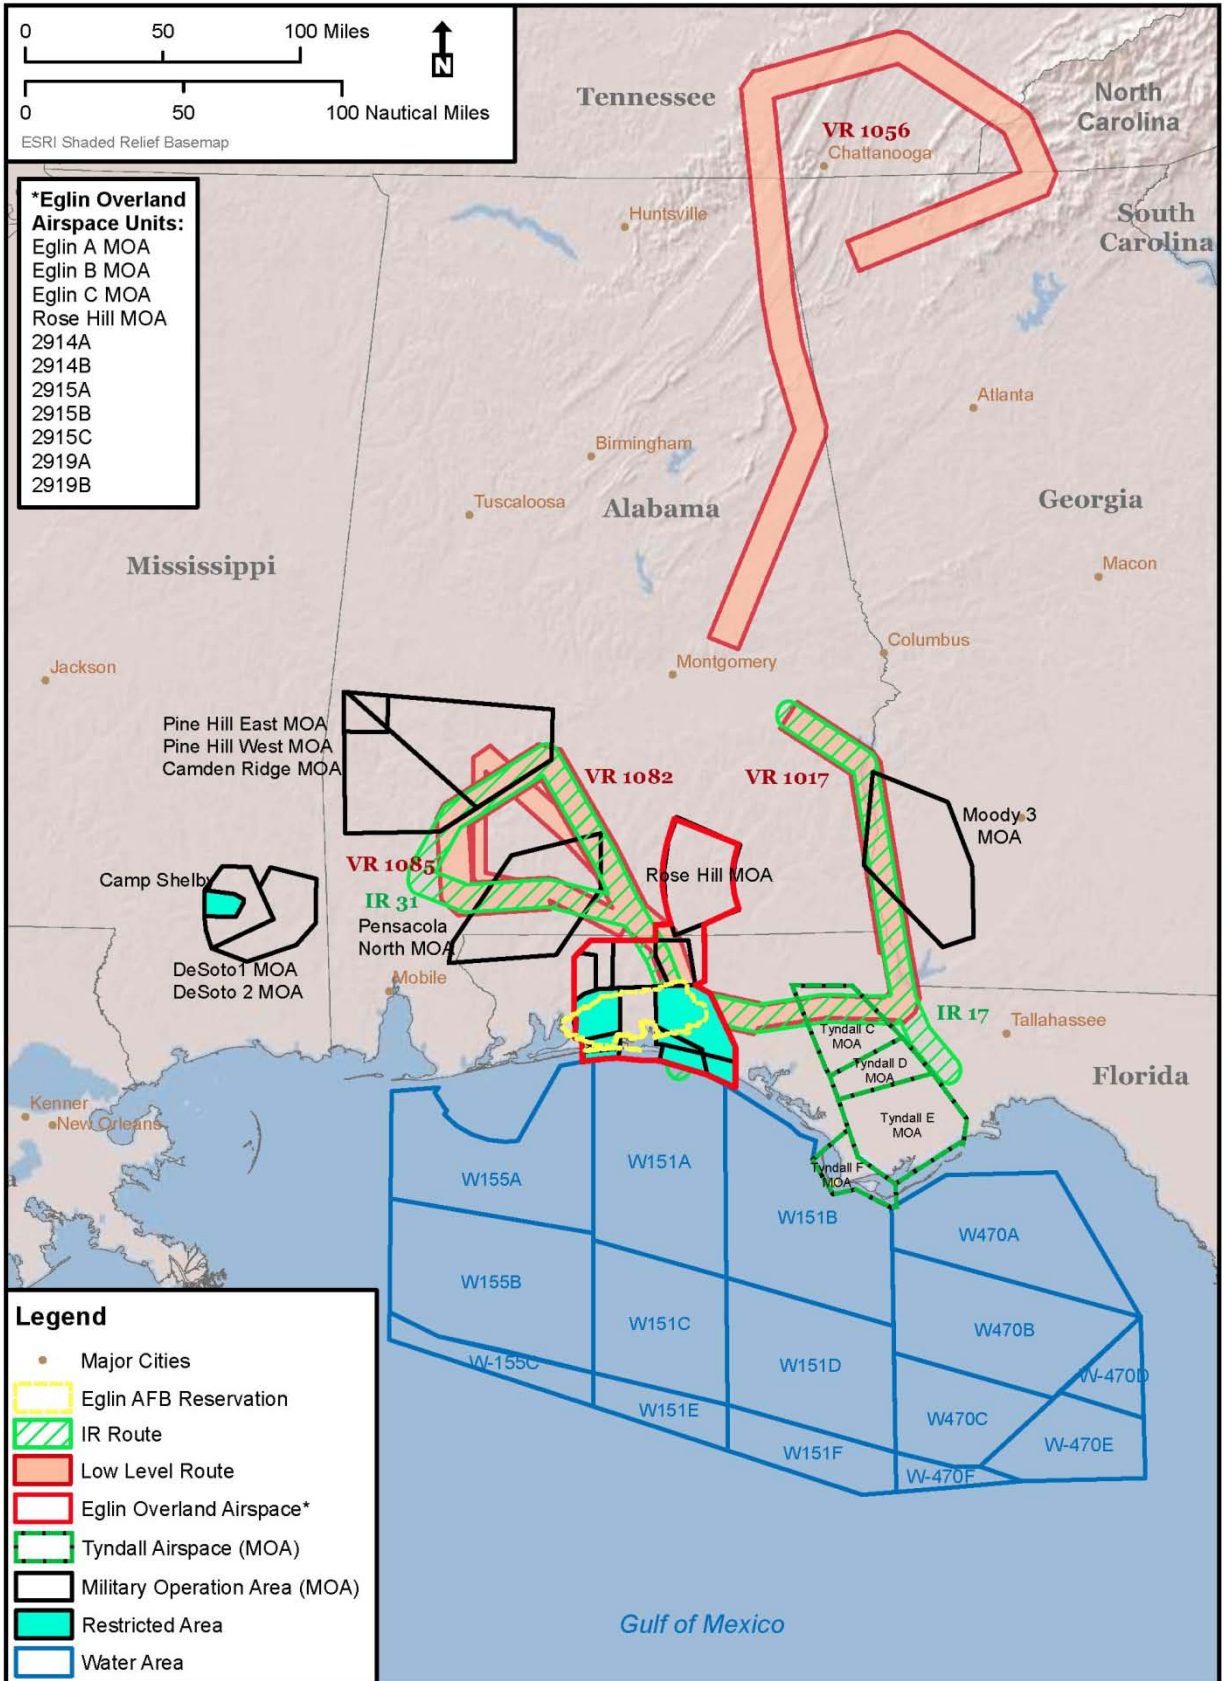 0 50 100 Miles
N
0 50 100 Nautical Miles
ESRI Shaded Relief Basemap
*Eglin Overland
Airspace Units:
Eglin A MOA
Eglin B MOA
Eglin C MOA
Rose Hill MOA
2914A
2914B
2915A
2915B
2915C
2919A
2919B
Tennessee
North
Carolina
VR 1056
Chattanooga
Huntsville
South
Carolina
Atlanta
Birmingham
Tuscaloosa
Alabama
Georgia
Mississippi
Macon
Columbus
Jackson
Montgomery
Pine Hill East MOA
Pine Hill West MOA
Camden Ridge MOA
VR 1082
VR 1017
Moody 3
MOA
VR 1085
Camp Shelby
Rose Hill MOA
IR 31
Pensacola
North MOA
DeSoto1 MOA
DeSoto 2 MOA
Mobile
IR 17
Tallahassee
Tyndall C
MOA
Tyndall D
MOA
Florida
Kenner
New Orleans
Tyndall E
MOA
Tyndall F
MOA
W155A
W151A
W151B
W470A
W155B
W151C
W470B
W-155C
W151D
W-470D
W151E
W470C
W-470E
W151F
W-470F
Legend
Major Cities
Eglin AFB Reservation
IR Route
Low Level Route
Eglin Overland Airspace*
Tyndall Airspace (MOA)
Military Operation Area (MOA)
Restricted Area
Water Area
Gulf of Mexico